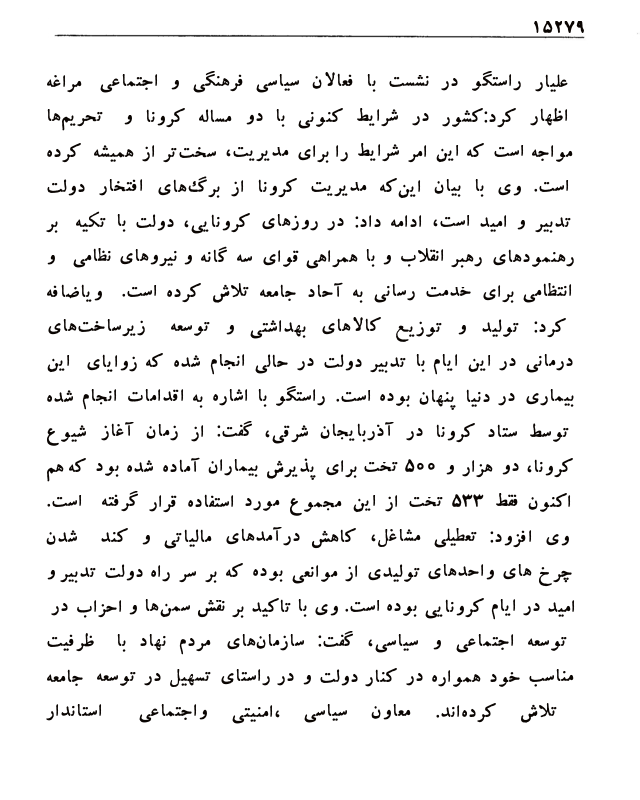 ۱۵۲۷۹
علیار راستگو در نشست با فعالان سیاسی فرهنگی و اجتماعی مراغه
اظهار کرد:کشور در شرایط کنونی با دو مساله کرونا و تحریم‌ها
مواجه است که این امر شرایط را برای مدیریت، سخت‌تر از همیشه کرده
است. وی با بیان این‌که مدیریت کرونا از برگ‌های افتخار دولت
تدبیر و امید است، ادامه داد: در روزهای کرونایی، دولت با تکیه بر
رهنمودهای رهبر انقلاب و با همراهی قوای سه گانه و نیروهای نظامی و
انتظامی برای خدمت رسانی به آحاد جامعه تلاش کرده است. ویاضافه
کرد: تولید و توزیع کالاهای بهداشتی و توسعه زیرساخت‌های
درمانی در این ایام با تدبیر دولت در حالی انجام شده که زوایای این
بیماری در دنیا پنهان بوده است. راستگو با اشاره به اقدامات انجام شده
توسط ستاد کرونا در آذربایجان شرقی، گفت: از زمان آغاز شیوع
کرونا، دو هزار و ۵۰۰ تخت برای پذیرش بیماران آماده شده بود که هم
اکنون فقط ۵۳۳ تخت از این مجموع مورد استفاده قرار گرفته است.
وی افزود: تعطیلی مشاغل، کاهش درآمدهای مالیاتی و کند شدن
چرخ های واحدهای تولیدی از موانعی بوده که بر سر راه دولت تدبیر و
امید در ایام کرونایی بوده است. وی با تاکید بر نقش سمن‌ها و احزاب در
توسعه اجتماعی و سیاسی، گفت: سازمان‌های مردم نهاد با ظرفیت
مناسب خود همواره در کنار دولت و در راستای تسهیل در توسعه جامعه
تلاش کرده‌اند. معاون سیاسی ،امنیتی واجتماعی استاندار